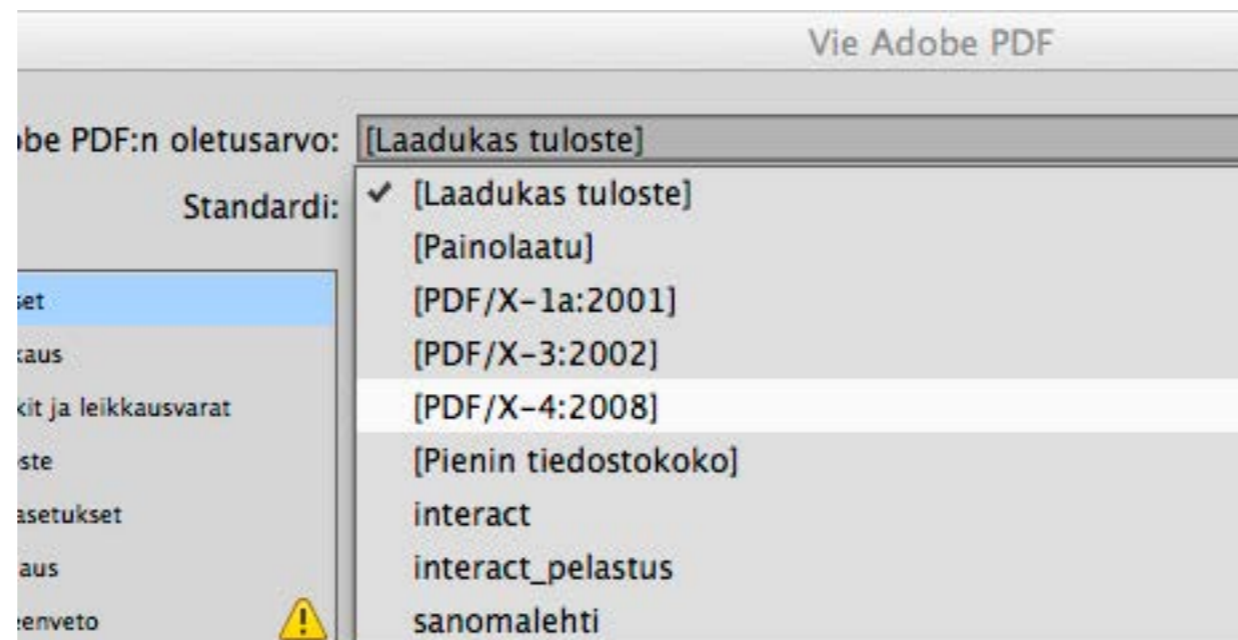 Vie Adobe PDF
obe PDF:n oletusarvo: [Laadukas tuloste]
Standardi:
✔ [Laadukas tuloste]
[Painolaatu]
[PDF/X-1a:2001]
[PDF/X-3:2002]
[PDF/X-4:2008]
[Pienin tiedostokoko]
interact
interact_pelastus
sanomalehti
set
kaus
kit ja leikkausvarat
ste
asetukset
aus
eenveto